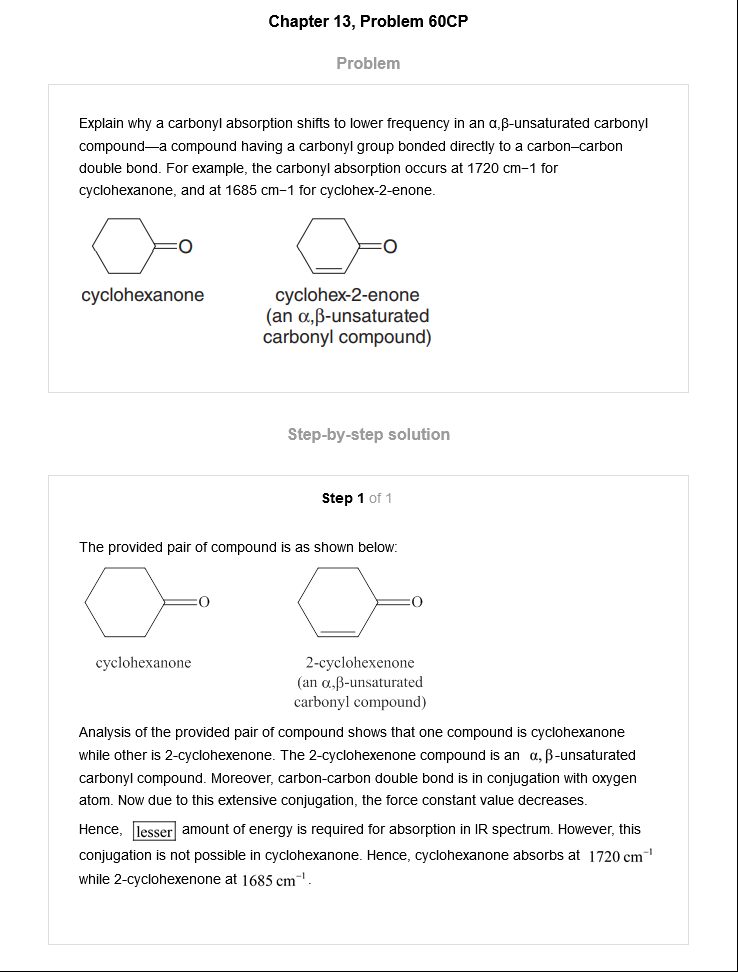 Chapter 13, Problem 60CP
Problem
Explain why a carbonyl absorption shifts to lower frequency in an α,β-unsaturated carbonyl
compound—a compound having a carbonyl group bonded directly to a carbon–carbon
double bond. For example, the carbonyl absorption occurs at 1720 cm−1 for
cyclohexanone, and at 1685 cm−1 for cyclohex-2-enone.
O
O
cyclohexanone
cyclohex-2-enone
(an α,β-unsaturated
carbonyl compound)
Step-by-step solution
Step 1 of 1
The provided pair of compound is as shown below:
O
O
cyclohexanone
2-cyclohexenone
(an α,β-unsaturated
carbonyl compound)
Analysis of the provided pair of compound shows that one compound is cyclohexanone
while other is 2-cyclohexenone. The 2-cyclohexenone compound is an α, β-unsaturated
carbonyl compound. Moreover, carbon-carbon double bond is in conjugation with oxygen
atom. Now due to this extensive conjugation, the force constant value decreases.
Hence, lesser amount of energy is required for absorption in IR spectrum. However, this
conjugation is not possible in cyclohexanone. Hence, cyclohexanone absorbs at 1720 cm⁻¹
while 2-cyclohexenone at 1685 cm⁻¹.